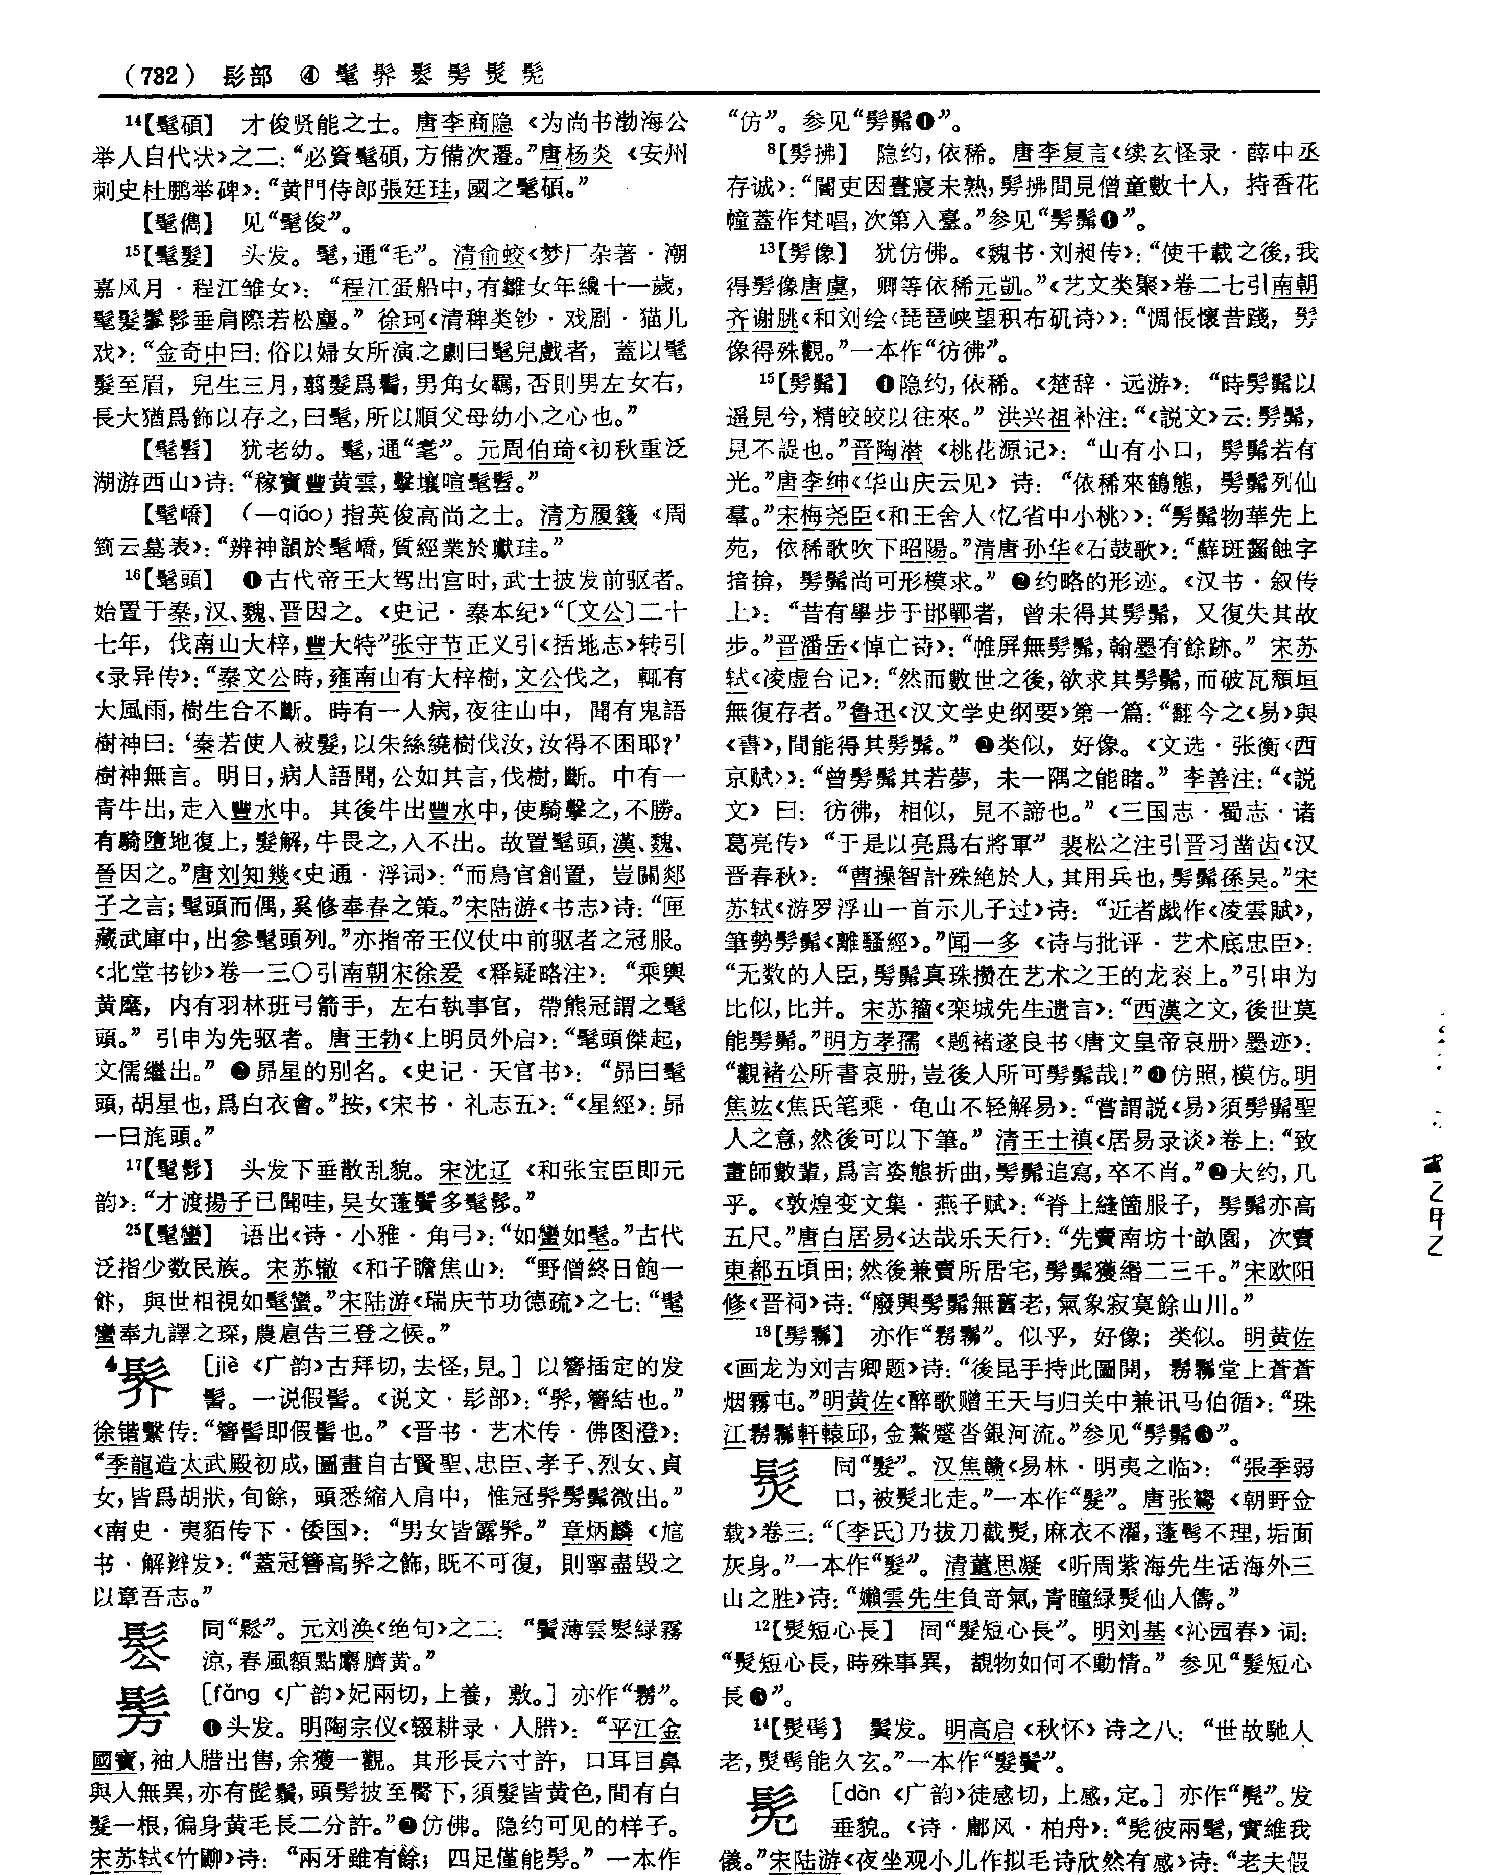 (782) 髟部 ④ 髦髺髸髣髪髧
14【髦碩】 才俊贤能之士。唐李商隐《为尚书渤海公
举人自代状》之二：“必資髦碩，方備次遷。”唐杨炎《安州
刺史杜鹏举碑》：“黄門侍郎張廷珪，國之髦碩。”
【髦儁】 见“髦俊”。
15【髦髮】 头发。髦，通“毛”。清俞蛟《梦厂杂著·潮
嘉风月·程江雏女》：“程江蛋船中，有雛女年纔十一歲，
髦髮鬖髿垂肩際若松塵。”徐珂《清稗类钞·戏剧·猫儿
戏》：“金奇中曰：俗以婦女所演之劇曰髦兒戲者，蓋以髦
髮至眉，兒生三月，翦髮爲鬌，男角女羈，否則男左女右，
長大猶爲飾以存之，曰髦，所以順父母幼小之心也。”
【髦髫】 犹老幼。髦，通“耄”。元周伯琦《初秋重泛
湖游西山》诗：“稼寶豐黄雲，擊壤喧髦髫。”
【髦嶠】 (—qiáo)指英俊高尚之士。清方履籛《周
箌云墓表》：“辨神韻於髦嶠，質經業於獻珪。”
16【髦頭】 ❶古代帝王大驾出宫时，武士披发前驱者。
始置于秦，汉、魏、晋因之。《史记·秦本纪》“〔文公〕二十
七年，伐南山大梓，豐大特”张守节正义引《括地志》转引
《录异传》：“秦文公時，雍南山有大梓樹，文公伐之，輒有
大風雨，樹生合不斷。時有一人病，夜往山中，聞有鬼語
樹神曰：‘秦若使人被髮，以朱絲繞樹伐汝，汝得不困耶？’
樹神無言。明日，病人語聞，公如其言，伐樹，斷。中有一
青牛出，走入豐水中。其後牛出豐水中，使騎擊之，不勝。
有騎墮地復上，髮解，牛畏之，入不出。故置髦頭，漢、魏、
晉因之。”唐刘知幾《史通·浮词》：“而鳥官創置，豈關郯
子之言；髦頭而偶，奚修奉春之策。”宋陆游《书志》诗：“匣
藏武庫中，出參髦頭列。”亦指帝王仪仗中前驱者之冠服。
《北堂书钞》卷一三〇引南朝宋徐爰《释疑略注》：“乘輿
黄麾，内有羽林班弓箭手，左右執事官，帶熊冠謂之髦
頭。”引申为先驱者。唐王勃《上明员外启》：“髦頭傑起，
文儒繼出。”❷昴星的别名。《史记·天官书》：“昴曰髦
頭，胡星也，爲白衣會。”按，《宋书·礼志五》：“《星經》：昴
一曰旄頭。”
17【髦髿】 头发下垂散乱貌。宋沈辽《和张宝臣即元
韵》：“才渡揚子已聞哇，吴女蓬鬢多髦髿。”
25【髦蠻】 语出《诗·小雅·角弓》：“如蠻如髦。”古代
泛指少数民族。宋苏辙《和子瞻焦山》：“野僧終日飽一
飯，與世相視如髦蠻。”宋陆游《瑞庆节功德疏》之七：“髦
蠻奉九譯之琛，農扈告三登之候。”
4髺 [jiè《广韵》古拜切，去怪，見。]以簪插定的发
髻。一说假髻。《说文·髟部》：“髺，簪結也。”
徐锴繫传：“簪髻即假髻也。”《晋书·艺术传·佛图澄》：
“季龍造太武殿初成，圖畫自古賢聖、忠臣、孝子、烈女、貞
女，皆爲胡狀，旬餘，頭悉縮入肩中，惟冠髺髣髴微出。”
《南史·夷貊传下·倭国》：“男女皆露髺。”章炳麟《訄
书·解辫发》：“蓋冠簪高髺之飾，既不可復，則寧盡毁之
以章吾志。”
髸 同“鬆”。元刘涣《绝句》之二：“鬢薄雲髸緑霧
涼，春風額點麝臍黄。”
髣 [fǎng《广韵》妃兩切，上養，敷。]亦作“髣”。
❶头发。明陶宗仪《辍耕录·人腊》：“平江金
國寶，袖人腊出售，余獲一觀。其形長六寸許，口耳目鼻
與人無異，亦有髭鬚，頭髣披至臀下，須髮皆黄色，間有白
髮一根，徧身黄毛長二分許。”❷仿佛。隐约可见的样子。
宋苏轼《竹䶉》诗：“兩牙雖有餘，四足僅能髣。”一本作
“仿”。参见“髣髴❶”。
8【髣拂】 隐约，依稀。唐李复言《续玄怪录·薛中丞
存诚》：“閽吏因晝寢未熟，髣拂間見僧童數十人，持香花
幢蓋作梵唱，次第入臺。”参见“髣髴❶”。
13【髣像】 犹仿佛。《魏书·刘昶传》：“使千載之後，我
得髣像唐虞，卿等依稀元凯。”《艺文类聚》卷二七引南朝
齐谢朓《和刘绘〈琵琶峡望积布矶诗〉》：“惆悵懷昔踐，髣
像得殊觀。”一本作“彷彿”。
15【髣髴】 ❶隐约，依稀。《楚辞·远游》：“時髣髴以
遥見兮，精皎皎以往來。”洪兴祖补注：“《說文》云：髣髴，
見不諟也。”晋陶潜《桃花源记》：“山有小口，髣髴若有
光。”唐李绅《华山庆云见》诗：“依稀來鶴態，髣髴列仙
羣。”宋梅尧臣《和王舍人〈忆省中小桃〉》：“髣髴物華先上
苑，依稀歌吹下昭陽。”清唐孙华《石鼓歌》：“蘚斑齧蝕字
掊揜，髣髴尚可形模求。”❷约略的形迹。《汉书·叙传
上》：“昔有學步于邯鄲者，曾未得其髣髴，又復失其故
步。”晋潘岳《悼亡诗》：“帷屏無髣髴，翰墨有餘跡。”宋苏
轼《凌虚台记》：“然而數世之後，欲求其髣髴，而破瓦頹垣
無復存者。”鲁迅《汉文学史纲要》第一篇：“翻今之《易》與
《書》，間能得其髣髴。”❸类似，好像。《文选·张衡〈西
京赋〉》：“曾髣髴其若夢，未一隅之能睹。”李善注：“《説
文》曰：彷彿，相似，見不諦也。”《三国志·蜀志·诸
葛亮传》“于是以亮爲右將軍”裴松之注引晋习凿齿《汉
晋春秋》：“曹操智計殊絶於人，其用兵也，髣髴孫吴。”宋
苏轼《游罗浮山一首示儿子过》诗：“近者戯作《凌雲賦》，
筆勢髣髴《離騷經》。”闻一多《诗与批评·艺术底忠臣》：
“无数的人臣，髣髴真珠攒在艺术之王的龙衮上。”引申为
比似，比并。宋苏籀《栾城先生遗言》：“西漢之文，後世莫
能髣髴。”明方孝孺《题褚遂良书〈唐文皇帝哀册〉墨迹》：
“觀褚公所書哀册，豈後人所可髣髴哉！”❹仿照，模仿。明
焦竑《焦氏笔乘·龟山不轻解易》：“嘗謂説《易》須髣髴聖
人之意，然後可以下筆。”清王士禛《居易录谈》卷上：“致
畫師數輩，爲言姿態折曲，髣髴追寫，卒不肖。”❺大约，几
乎。《敦煌变文集·燕子赋》：“脊上縫箇服子，髣髴亦高
五尺。”唐白居易《达哉乐天行》：“先賣南坊十畝園，次賣
東都五頃田；然後兼賣所居宅，髣髴獲緡二三千。”宋欧阳
修《晋祠》诗：“廢興髣髴無舊老，氣象寂寞餘山川。”
18【髣髴】 亦作“髣髴”。似乎，好像；类似。明黄佐
《画龙为刘吉卿题》诗：“後昆手持此圖開，髣髴堂上蒼蒼
烟霧屯。”明黄佐《醉歌赠王天与归关中兼讯马伯循》：“珠
江髣髴軒轅邱，金鰲蹙沓銀河流。”参见“髣髴❸”。
髪 同“髮”。汉焦赣《易林·明夷之临》：“張季弱
口，被髪北走。”一本作“髮”。唐张鷟《朝野佥
载》卷三：“〔李氏〕乃拔刀截髪，麻衣不濯，蓬髩不理，垢面
灰身。”一本作“髮”。清董思凝《听周紫海先生话海外三
山之胜》诗：“嬾雲先生負奇氣，青瞳緑髪仙人儔。”
12【髪短心長】 同“髮短心長”。明刘基《沁园春》词：
“髪短心長，時殊事異，覩物如何不動情。”参见“髮短心
長❸”。
14【髪髩】 鬢发。明高启《秋怀》诗之八：“世故馳人
老，髪髩能久玄。”一本作“髮鬢”。
髧 [dàn《广韵》徒感切，上感，定。]亦作“髡”。发
垂貌。《诗·鄘风·柏舟》：“髧彼兩髦，實維我
儀。”宋陆游《夜坐观小儿作拟毛诗欣然有感》诗：“老夫假